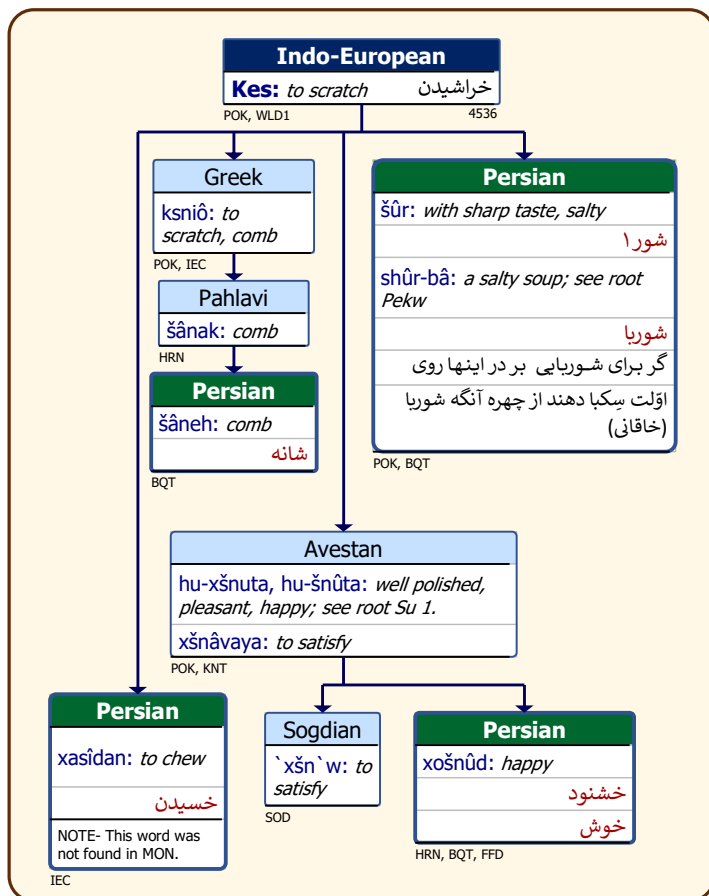 Indo-European
Kes: to scratch خراشیدن
POK, WLD1 4536
Greek
ksniô: to
scratch, comb
POK, IEC
Pahlavi
šânak: comb
HRN
Persian
šâneh: comb
شانه
BQT
Persian
šûr: with sharp taste, salty
شور۱
shûr-bâ: a salty soup; see root
Pekw
شوربا
گر برای شـوربایی بر در اینهـا روی
اوّلت سِکبا دهند از چهره آنگه شوربا
(خاقانی)
POK, BQT
Avestan
hu-xšnuta, hu-šnûta: well polished,
pleasant, happy; see root Su 1.
xšnâvaya: to satisfy
POK, KNT
Persian
xasîdan: to chew
خسیدن
NOTE- This word was
not found in MON.
IEC
Sogdian
`xšn`w: to
satisfy
SOD
Persian
xošnûd: happy
خشنود
خوش
HRN, BQT, FFD